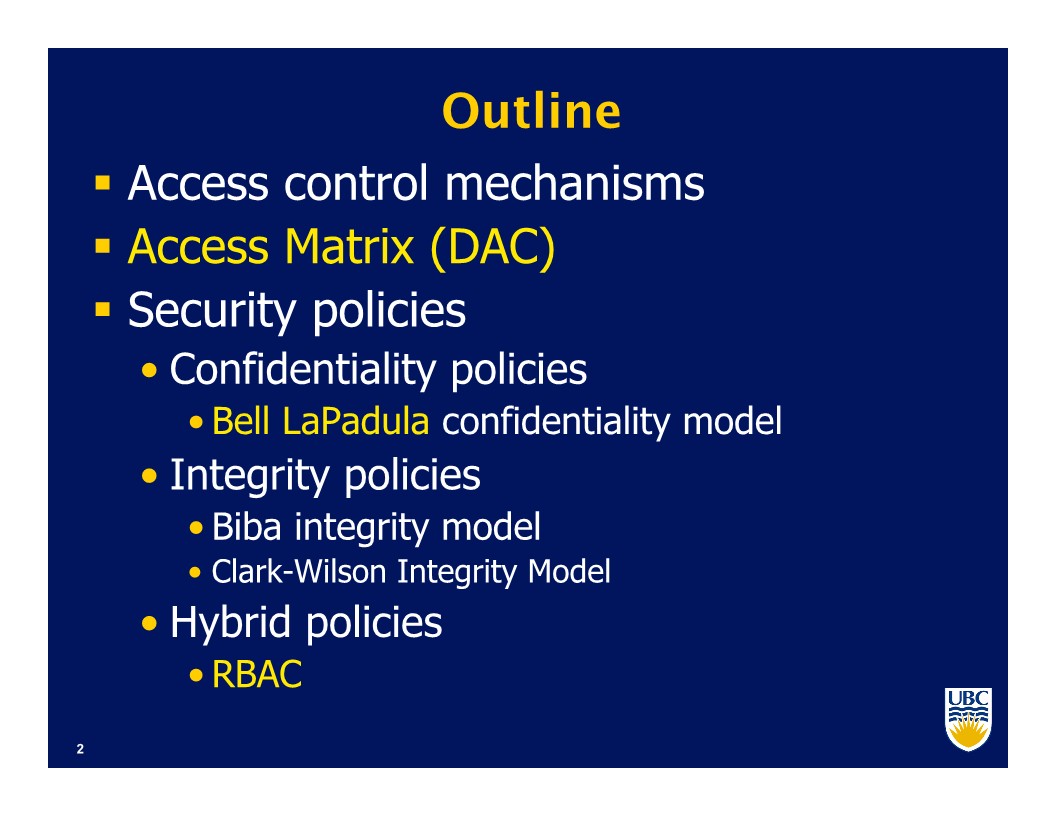 Outline
Access control mechanisms
Access Matrix (DAC)
Security policies
Confidentiality policies
Bell LaPadula confidentiality model
Integrity policies
Biba integrity model
Clark-Wilson Integrity Model
Hybrid policies
RBAC
UBC
2